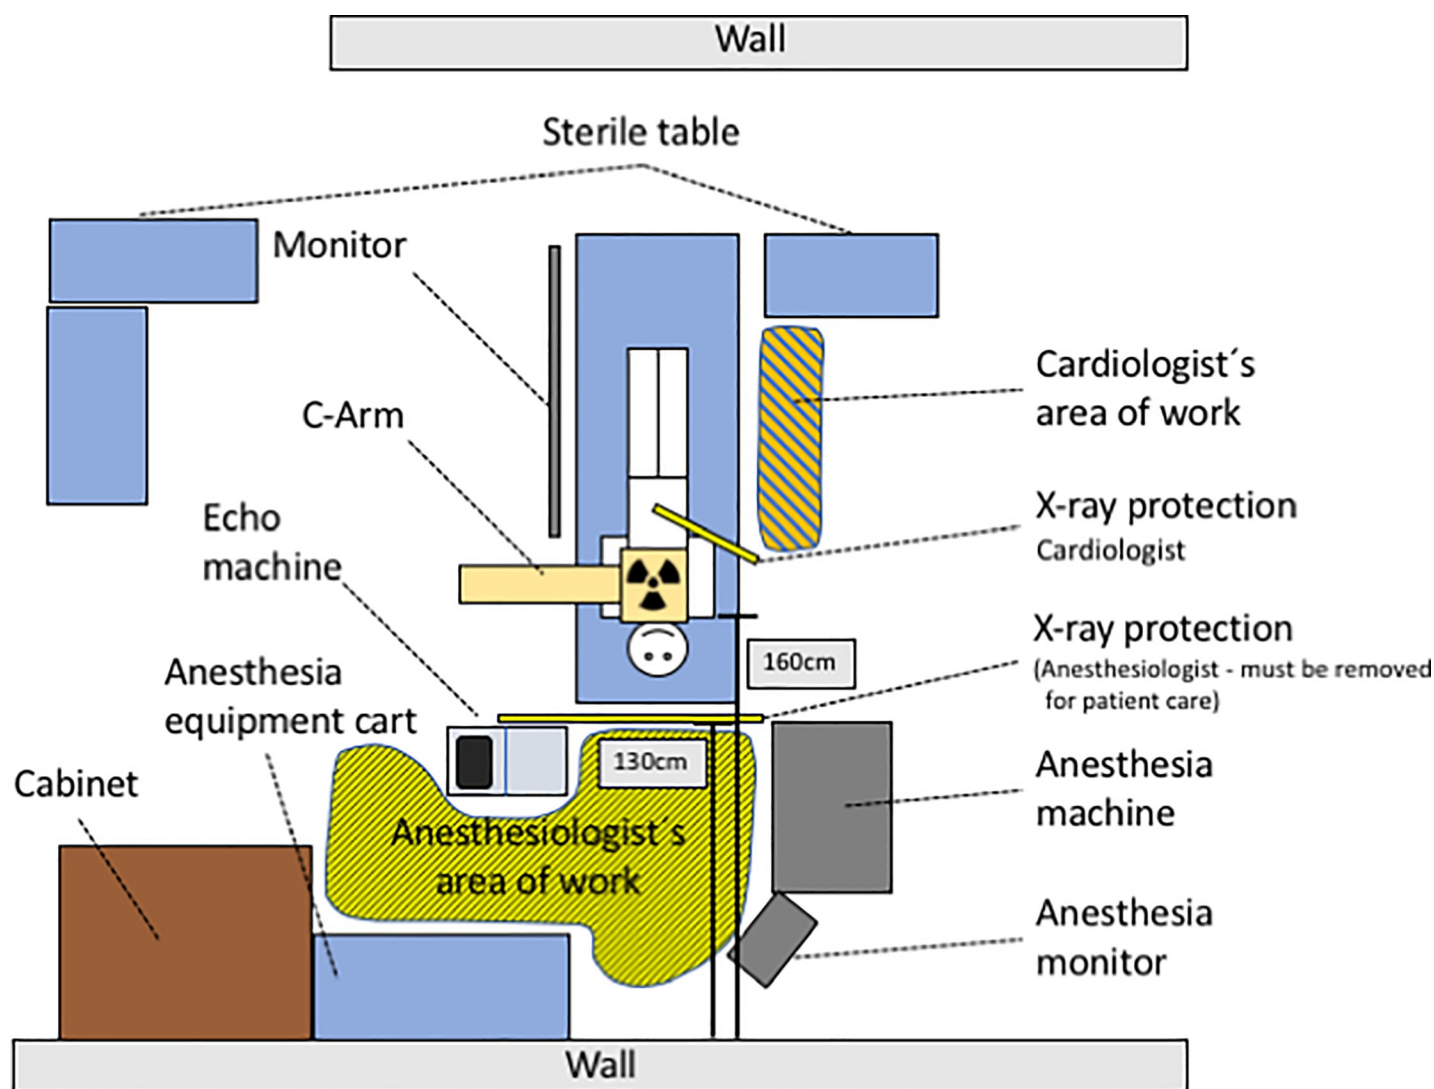 Wall
Sterile table
Monitor
Cardiologist´s
area of work
C-Arm
X-ray protection
Cardiologist
Echo
machine
X-ray protection
(Anesthesiologist - must be removed
for patient care)
160cm
Anesthesia
equipment cart
130cm
Anesthesia
machine
Cabinet
Anesthesiologist´s
area of work
Anesthesia
monitor
Wall